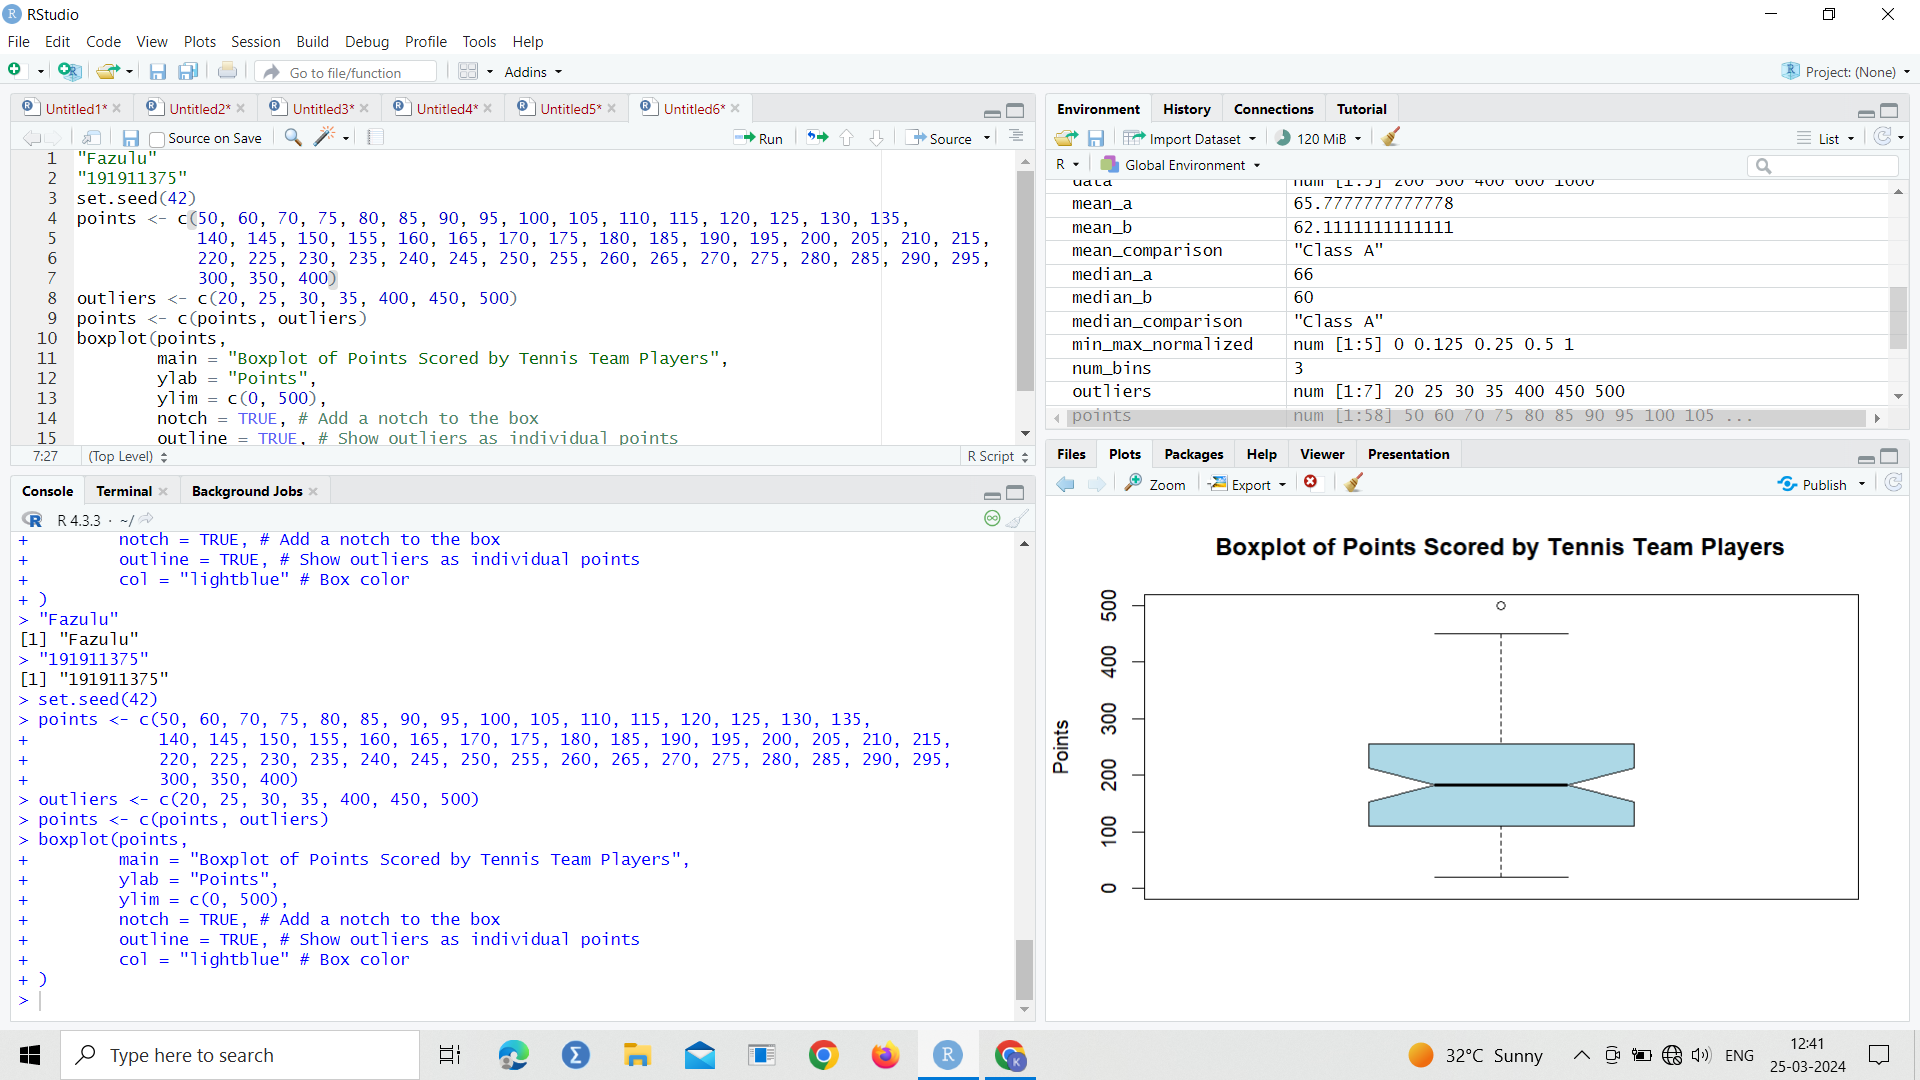 RStudio
File Edit Code View Plots Session Build Debug Profile Tools Help
Go to file/function Addins Project: (None)
Untitled1* Untitled2* Untitled3* Untitled4* Untitled5* Untitled6*
Source on Save Run Source
1 "Fazulu"
2 "191911375"
3 set.seed(42)
4 points <- c(50, 60, 70, 75, 80, 85, 90, 95, 100, 105, 110, 115, 120, 125, 130, 135,
5 140, 145, 150, 155, 160, 165, 170, 175, 180, 185, 190, 195, 200, 205, 210, 215,
6 220, 225, 230, 235, 240, 245, 250, 255, 260, 265, 270, 275, 280, 285, 290, 295,
7 300, 350, 400)
8 outliers <- c(20, 25, 30, 35, 400, 450, 500)
9 points <- c(points, outliers)
10 boxplot(points,
11 main = "Boxplot of Points Scored by Tennis Team Players",
12 ylab = "Points",
13 ylim = c(0, 500),
14 notch = TRUE, # Add a notch to the box
15 outline = TRUE, # Show outliers as individual points
7:27 (Top Level) R Script
Console Terminal Background Jobs
R 4.3.3 · ~/
+ notch = TRUE, # Add a notch to the box
+ outline = TRUE, # Show outliers as individual points
+ col = "lightblue" # Box color
+ )
> "Fazulu"
[1] "Fazulu"
> "191911375"
[1] "191911375"
> set.seed(42)
> points <- c(50, 60, 70, 75, 80, 85, 90, 95, 100, 105, 110, 115, 120, 125, 130, 135,
+ 140, 145, 150, 155, 160, 165, 170, 175, 180, 185, 190, 195, 200, 205, 210, 215,
+ 220, 225, 230, 235, 240, 245, 250, 255, 260, 265, 270, 275, 280, 285, 290, 295,
+ 300, 350, 400)
> outliers <- c(20, 25, 30, 35, 400, 450, 500)
> points <- c(points, outliers)
> boxplot(points,
+ main = "Boxplot of Points Scored by Tennis Team Players",
+ ylab = "Points",
+ ylim = c(0, 500),
+ notch = TRUE, # Add a notch to the box
+ outline = TRUE, # Show outliers as individual points
+ col = "lightblue" # Box color
+ )
>
Environment History Connections Tutorial
Import Dataset 120 MiB List
R Global Environment
data num [1:5] 200 300 400 600 1000
mean_a 65.7777777777778
mean_b 62.1111111111111
mean_comparison "Class A"
median_a 66
median_b 60
median_comparison "Class A"
min_max_normalized num [1:5] 0 0.125 0.25 0.5 1
num_bins 3
outliers num [1:7] 20 25 30 35 400 450 500
points num [1:58] 50 60 70 75 80 85 90 95 100 105 ...
Files Plots Packages Help Viewer Presentation
Zoom Export Publish
Boxplot of Points Scored by Tennis Team Players
Points
500
400
300
200
100
0
Type here to search
32°C Sunny ENG 12:41
25-03-2024